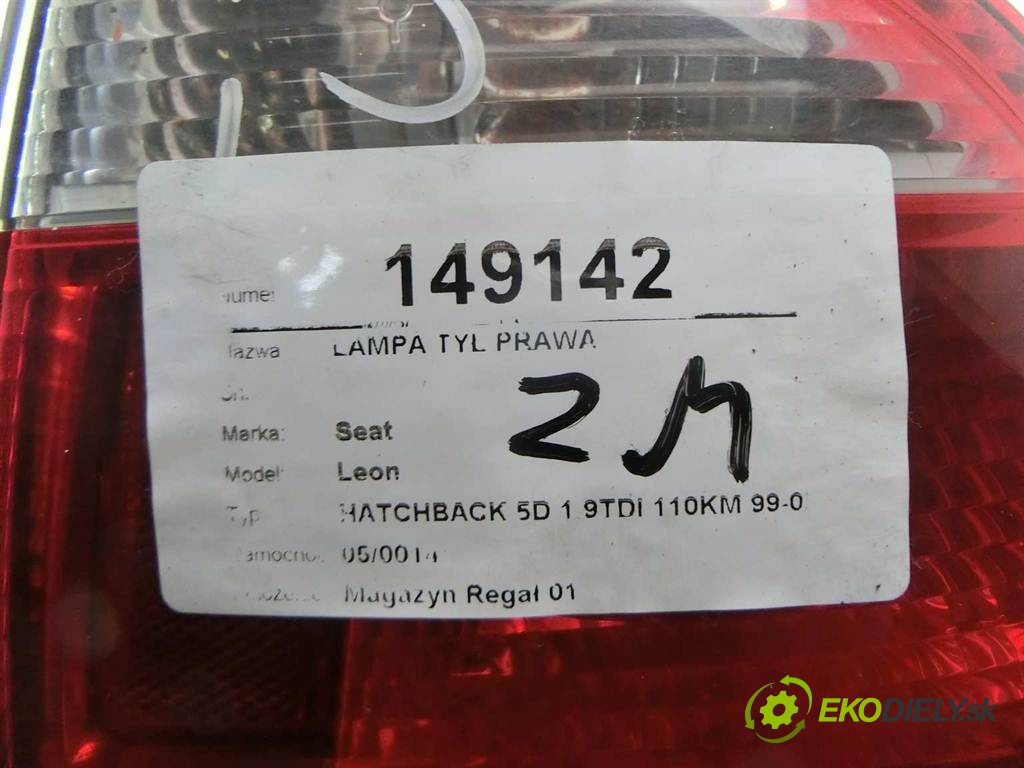 149142
LAMPA TYL PRAWA
Marka: Seat
Model: Leon
Typ HATCHBACK 5D 1 9TDI 110KM 99-0
05/0014
Magazyn Regał 01
2M
EKODIELY.sk